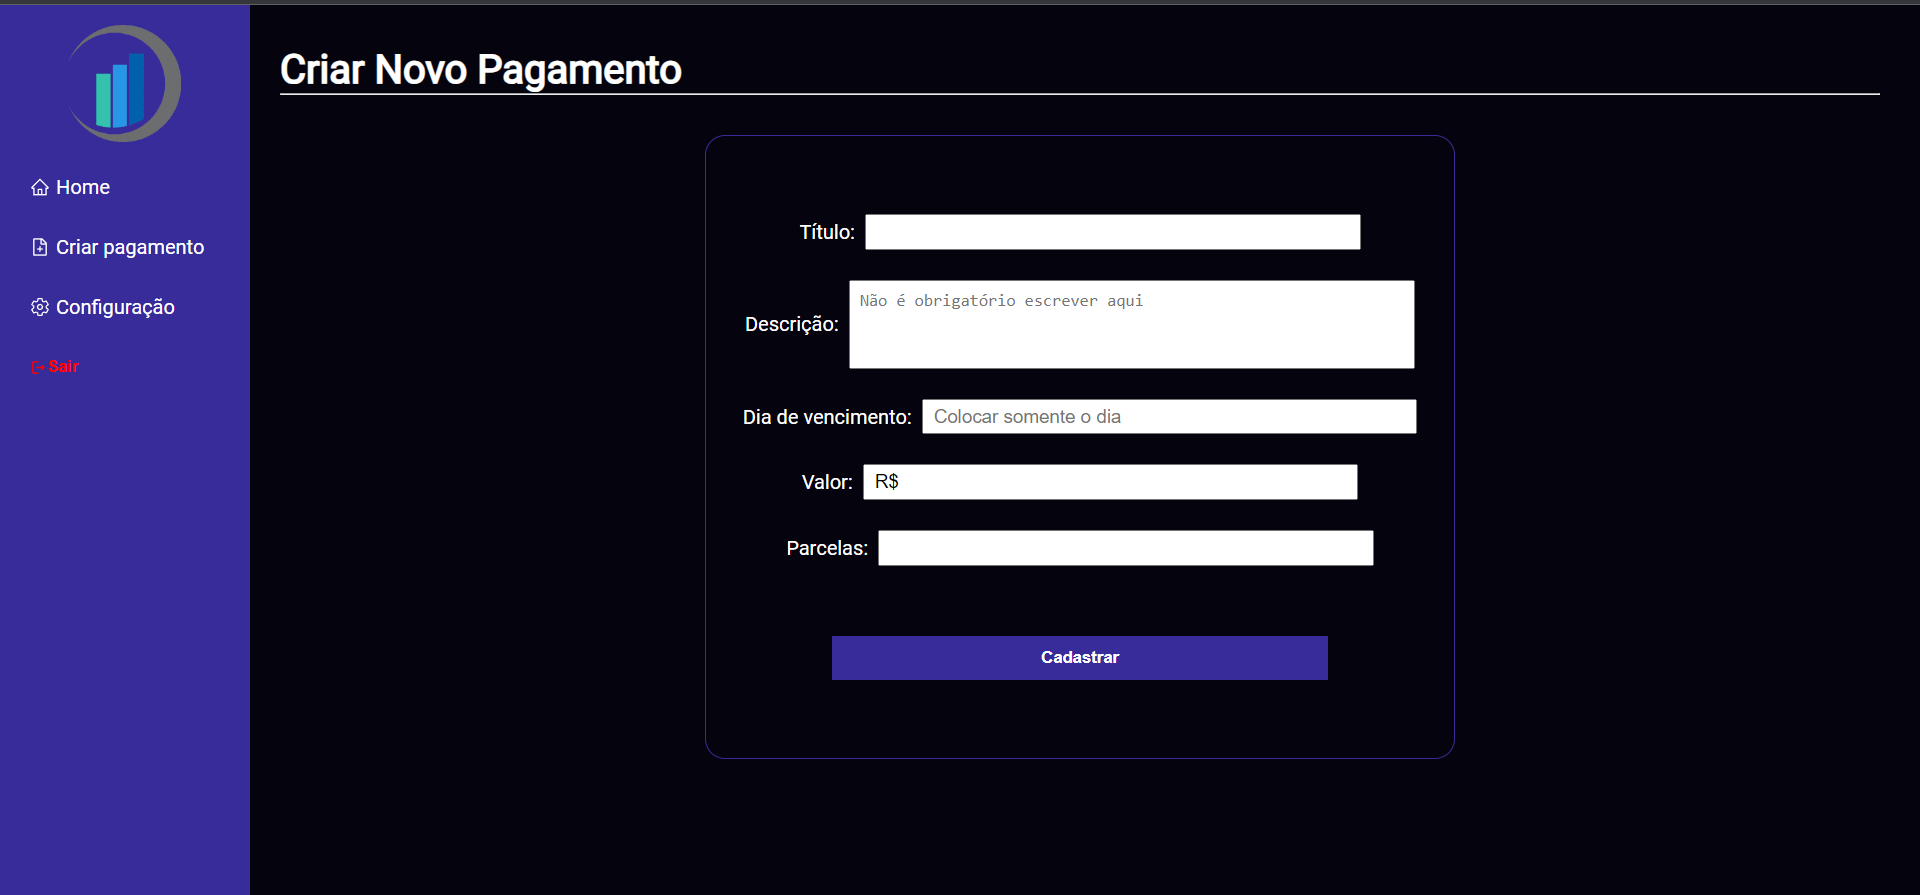 Criar Novo Pagamento
Home
Criar pagamento
Configuração
Sair
Título:
Descrição:
Não é obrigatório escrever aqui
Dia de vencimento:
Colocar somente o dia
Valor:
R$
Parcelas:
Cadastrar